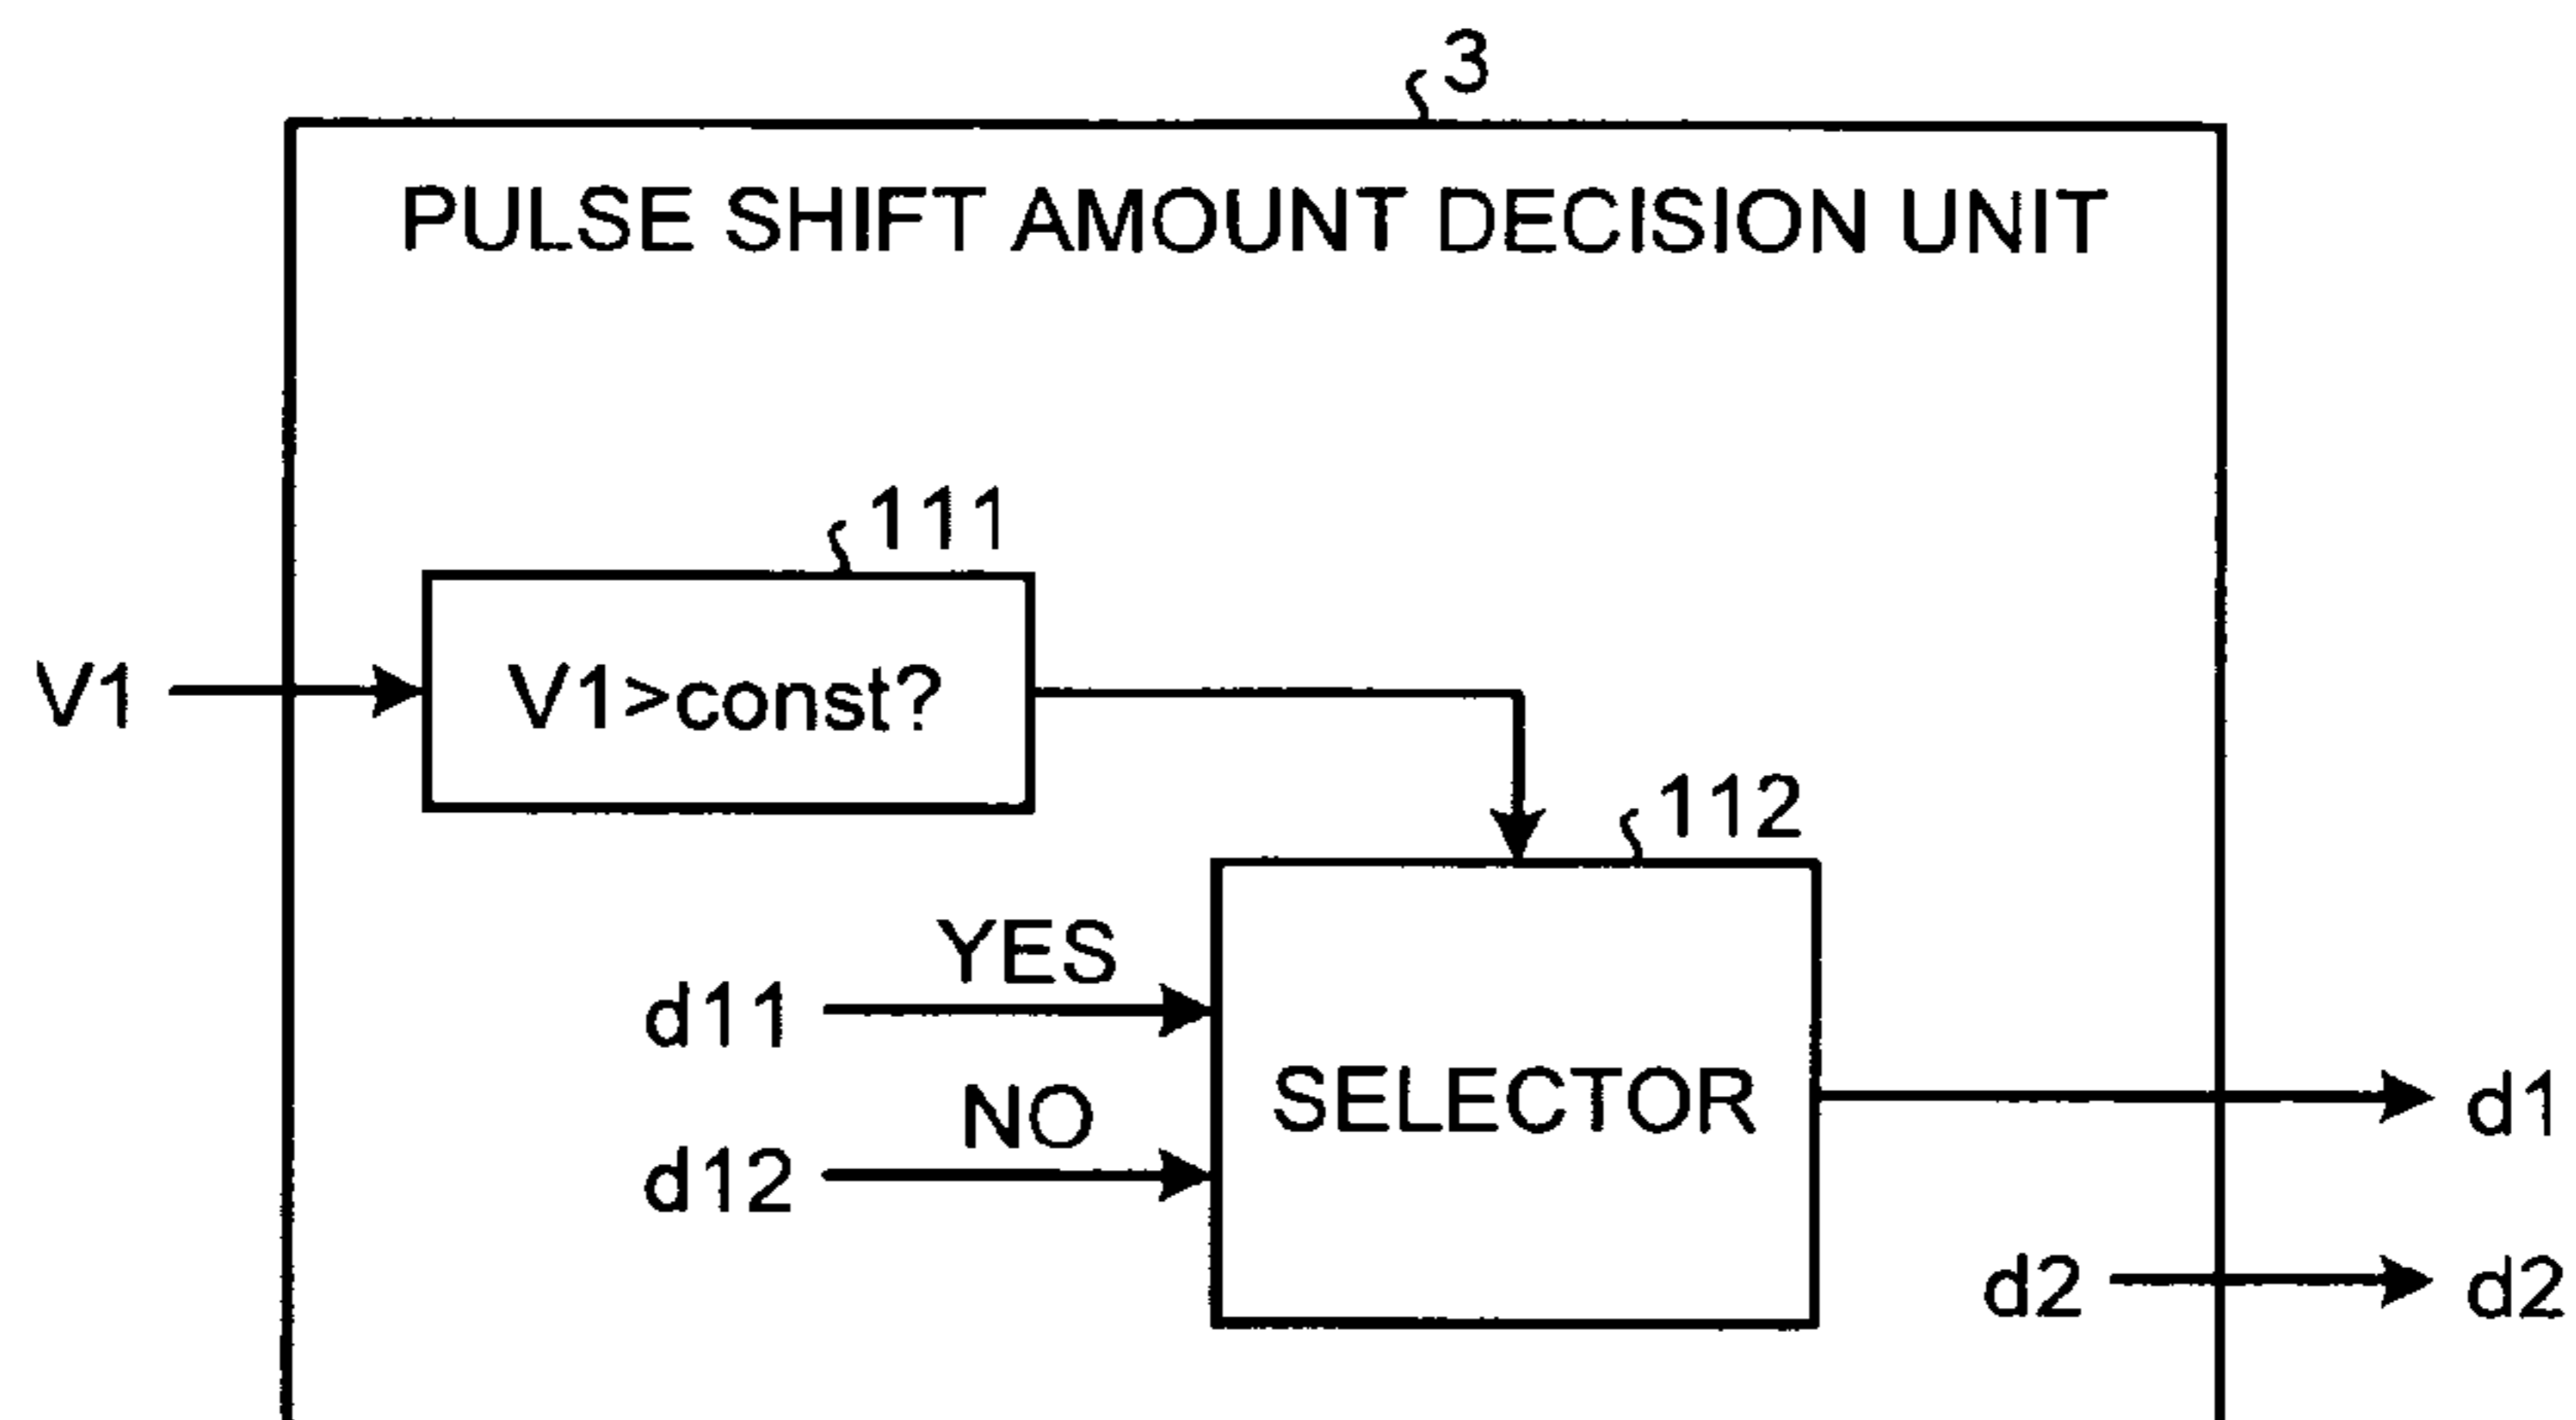 3
PULSE SHIFT AMOUNT DECISION UNIT
111
V1
V1>const?
112
YES
d11
NO
d12
SELECTOR
d1
d2
d2